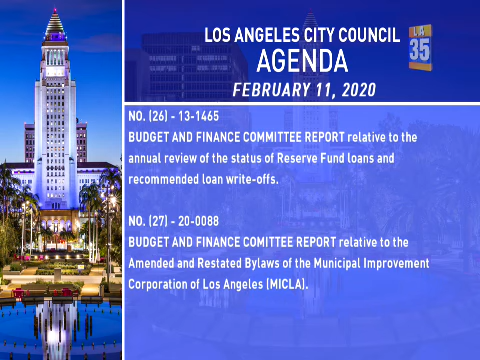 LOS ANGELES CITY COUNCIL
AGENDA
FEBRUARY 11, 2020
LA
35
NO. (26) - 13-1465
BUDGET AND FINANCE COMMITTEE REPORT relative to the
annual review of the status of Reserve Fund loans and
recommended loan write-offs.
NO. (27) - 20-0088
BUDGET AND FINANCE COMITTEE REPORT relative to the
Amended and Restated Bylaws of the Municipal Improvement
Corporation of Los Angeles (MICLA).